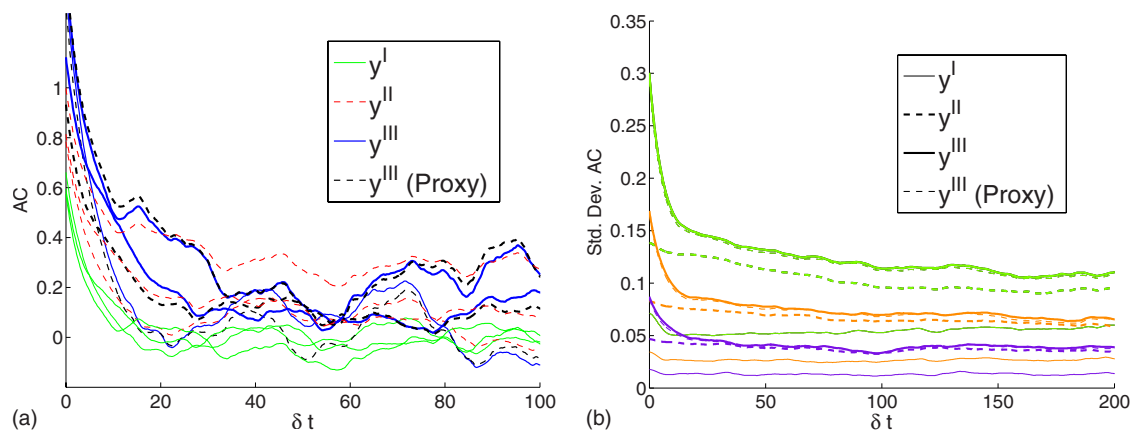 1
0.8
0.6
0.4
0.2
0
AC
0 20 40 60 80 100
δ t
(a)
y^I
y^II
y^III
y^III (Proxy)
0.35
0.3
0.25
0.2
0.15
0.1
0.05
0
Std. Dev. AC
0 50 100 150 200
δ t
(b)
y^I
y^II
y^III
y^III (Proxy)